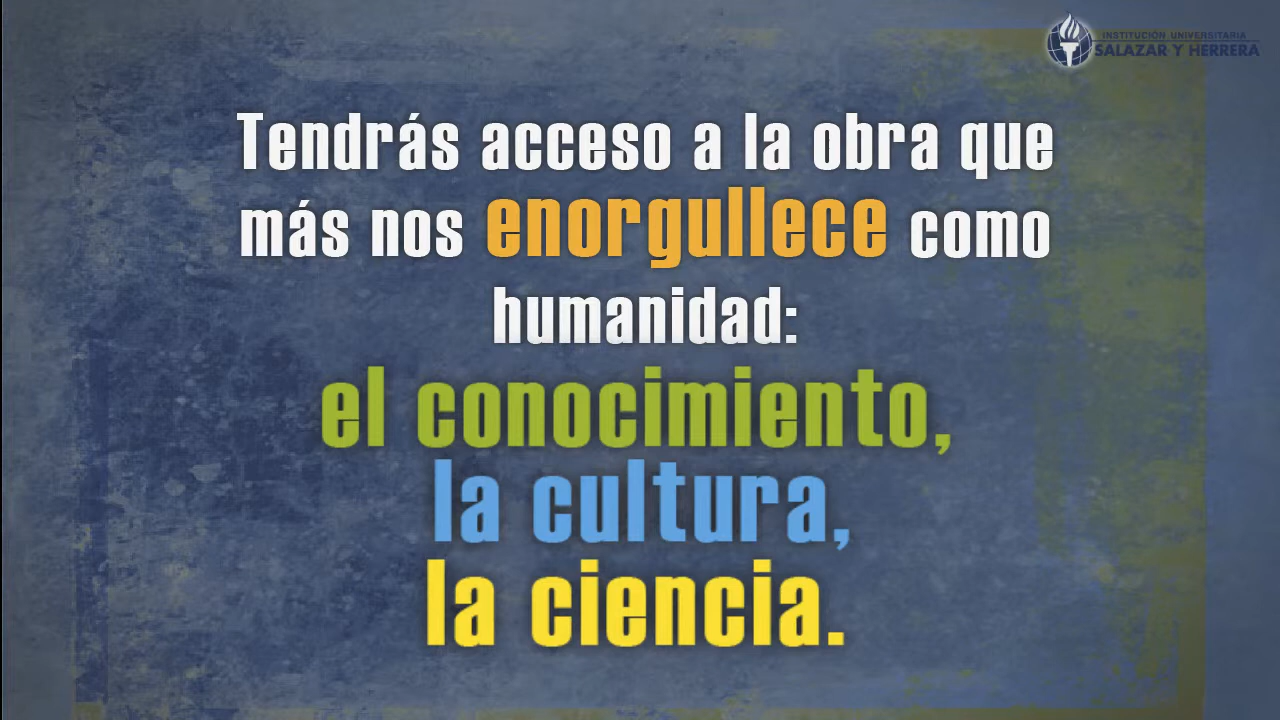 INSTITUCIÓN UNIVERSITARIA
SALAZAR Y HERRERA
Tendrás acceso a la obra que
más nos enorgullece como
humanidad:
el conocimiento,
la cultura,
la ciencia.